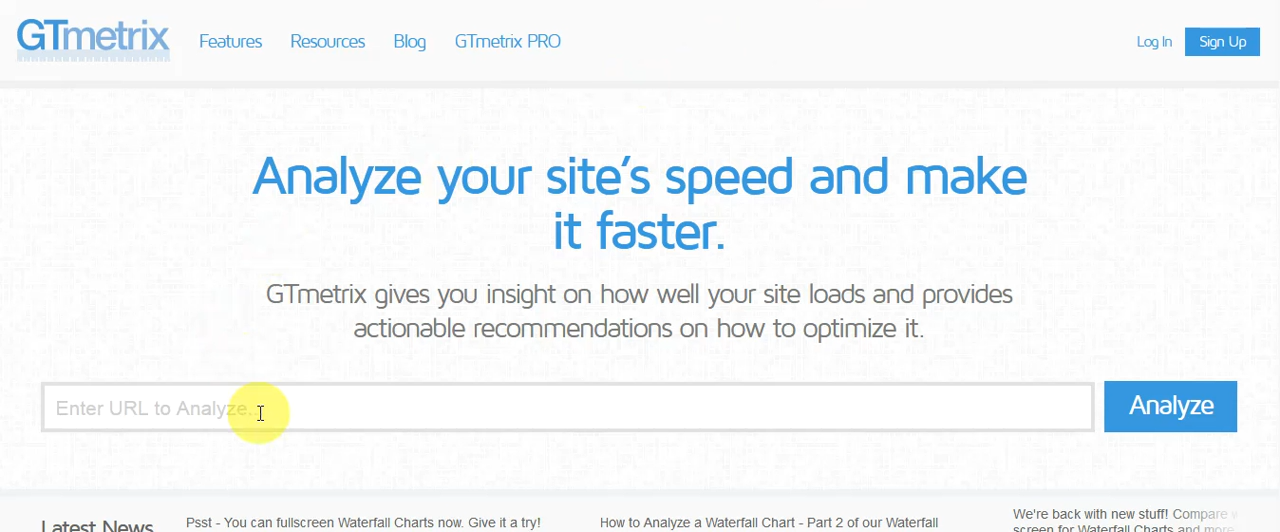 GTmetrix
Features
Resources
Blog
GTmetrix PRO
Log In
Sign Up
Analyze your site's speed and make
it faster.
GTmetrix gives you insight on how well your site loads and provides
actionable recommendations on how to optimize it.
Enter URL to Analyze...
Analyze
Latest News
Psst - You can fullscreen Waterfall Charts now. Give it a try!
How to Analyze a Waterfall Chart - Part 2 of our Waterfall
We're back with new stuff! Compare
screen for Waterfall Charts and more